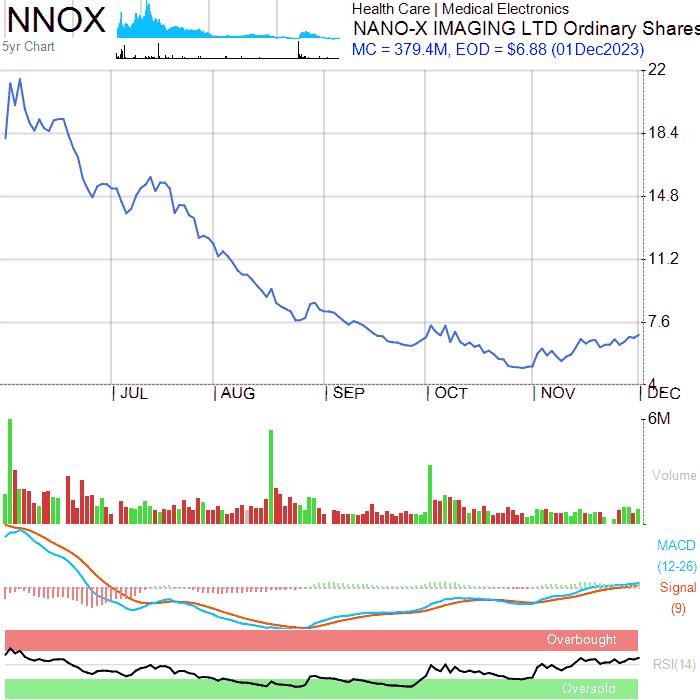 NNOX
5yr Chart
Health Care | Medical Electronics
NANO-X IMAGING LTD Ordinary Shares
MC = 379.4M, EOD = $6.88 (01Dec2023)
22
18.4
14.8
11.2
7.6
4
JUL AUG SEP OCT NOV DEC
6M
Volume
MACD
(12-26)
Signal
(9)
Overbought
RSI(14)
Oversold